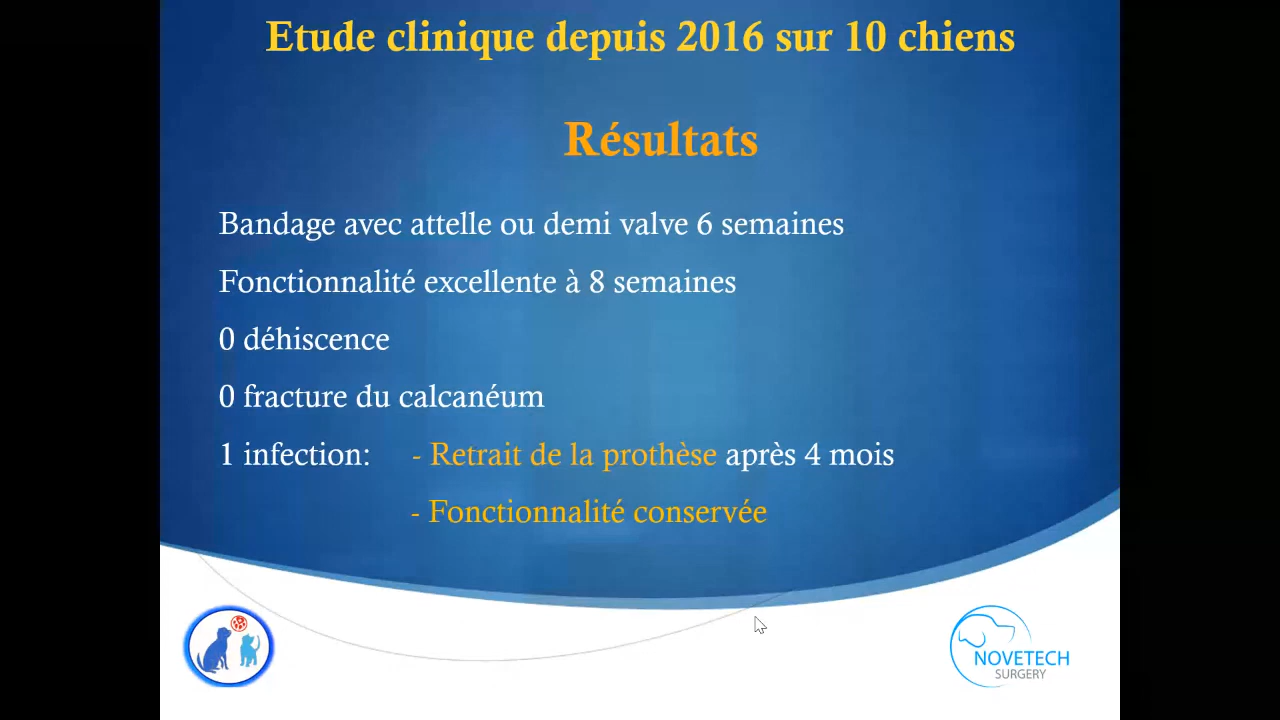 Etude clinique depuis 2016 sur 10 chiens
Résultats
Bandage avec attelle ou demi valve 6 semaines
Fonctionnalité excellente à 8 semaines
0 déhiscence
0 fracture du calcanéum
1 infection: - Retrait de la prothèse après 4 mois
- Fonctionnalité conservée
NOVETECH
SURGERY